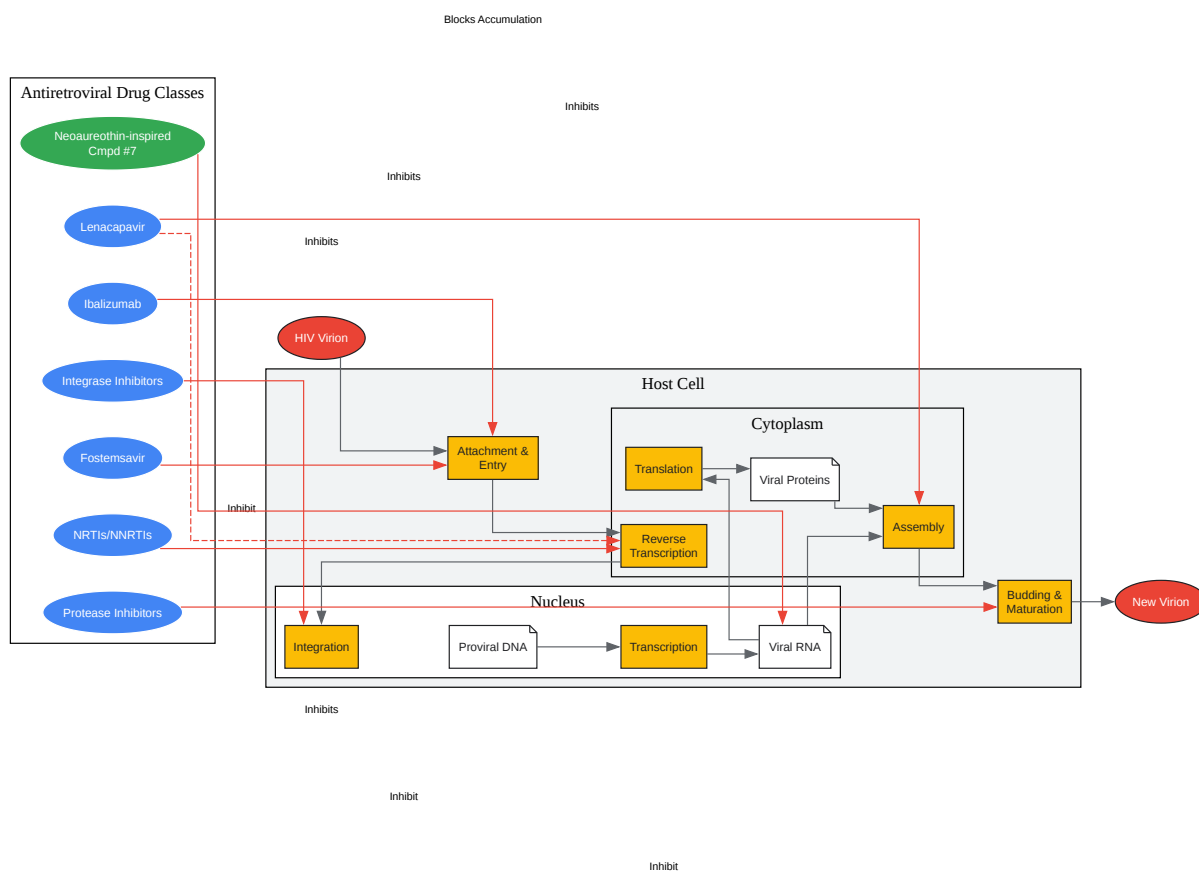 Blocks Accumulation
Inhibits
Inhibits
Inhibits
Antiretroviral Drug Classes
Neoaureothin-inspired
Cmpd #7
Lenacapavir
Ibalizumab
Integrase Inhibitors
Fostemsavir
NRTIs/NNRTIs
Protease Inhibitors
HIV Virion
Host Cell
Cytoplasm
Attachment &
Entry
Translation
Viral Proteins
Inhibit
Reverse
Transcription
Assembly
Nucleus
Integration
Proviral DNA
Transcription
Viral RNA
Budding &
Maturation
New Virion
Inhibits
Inhibit
Inhibit